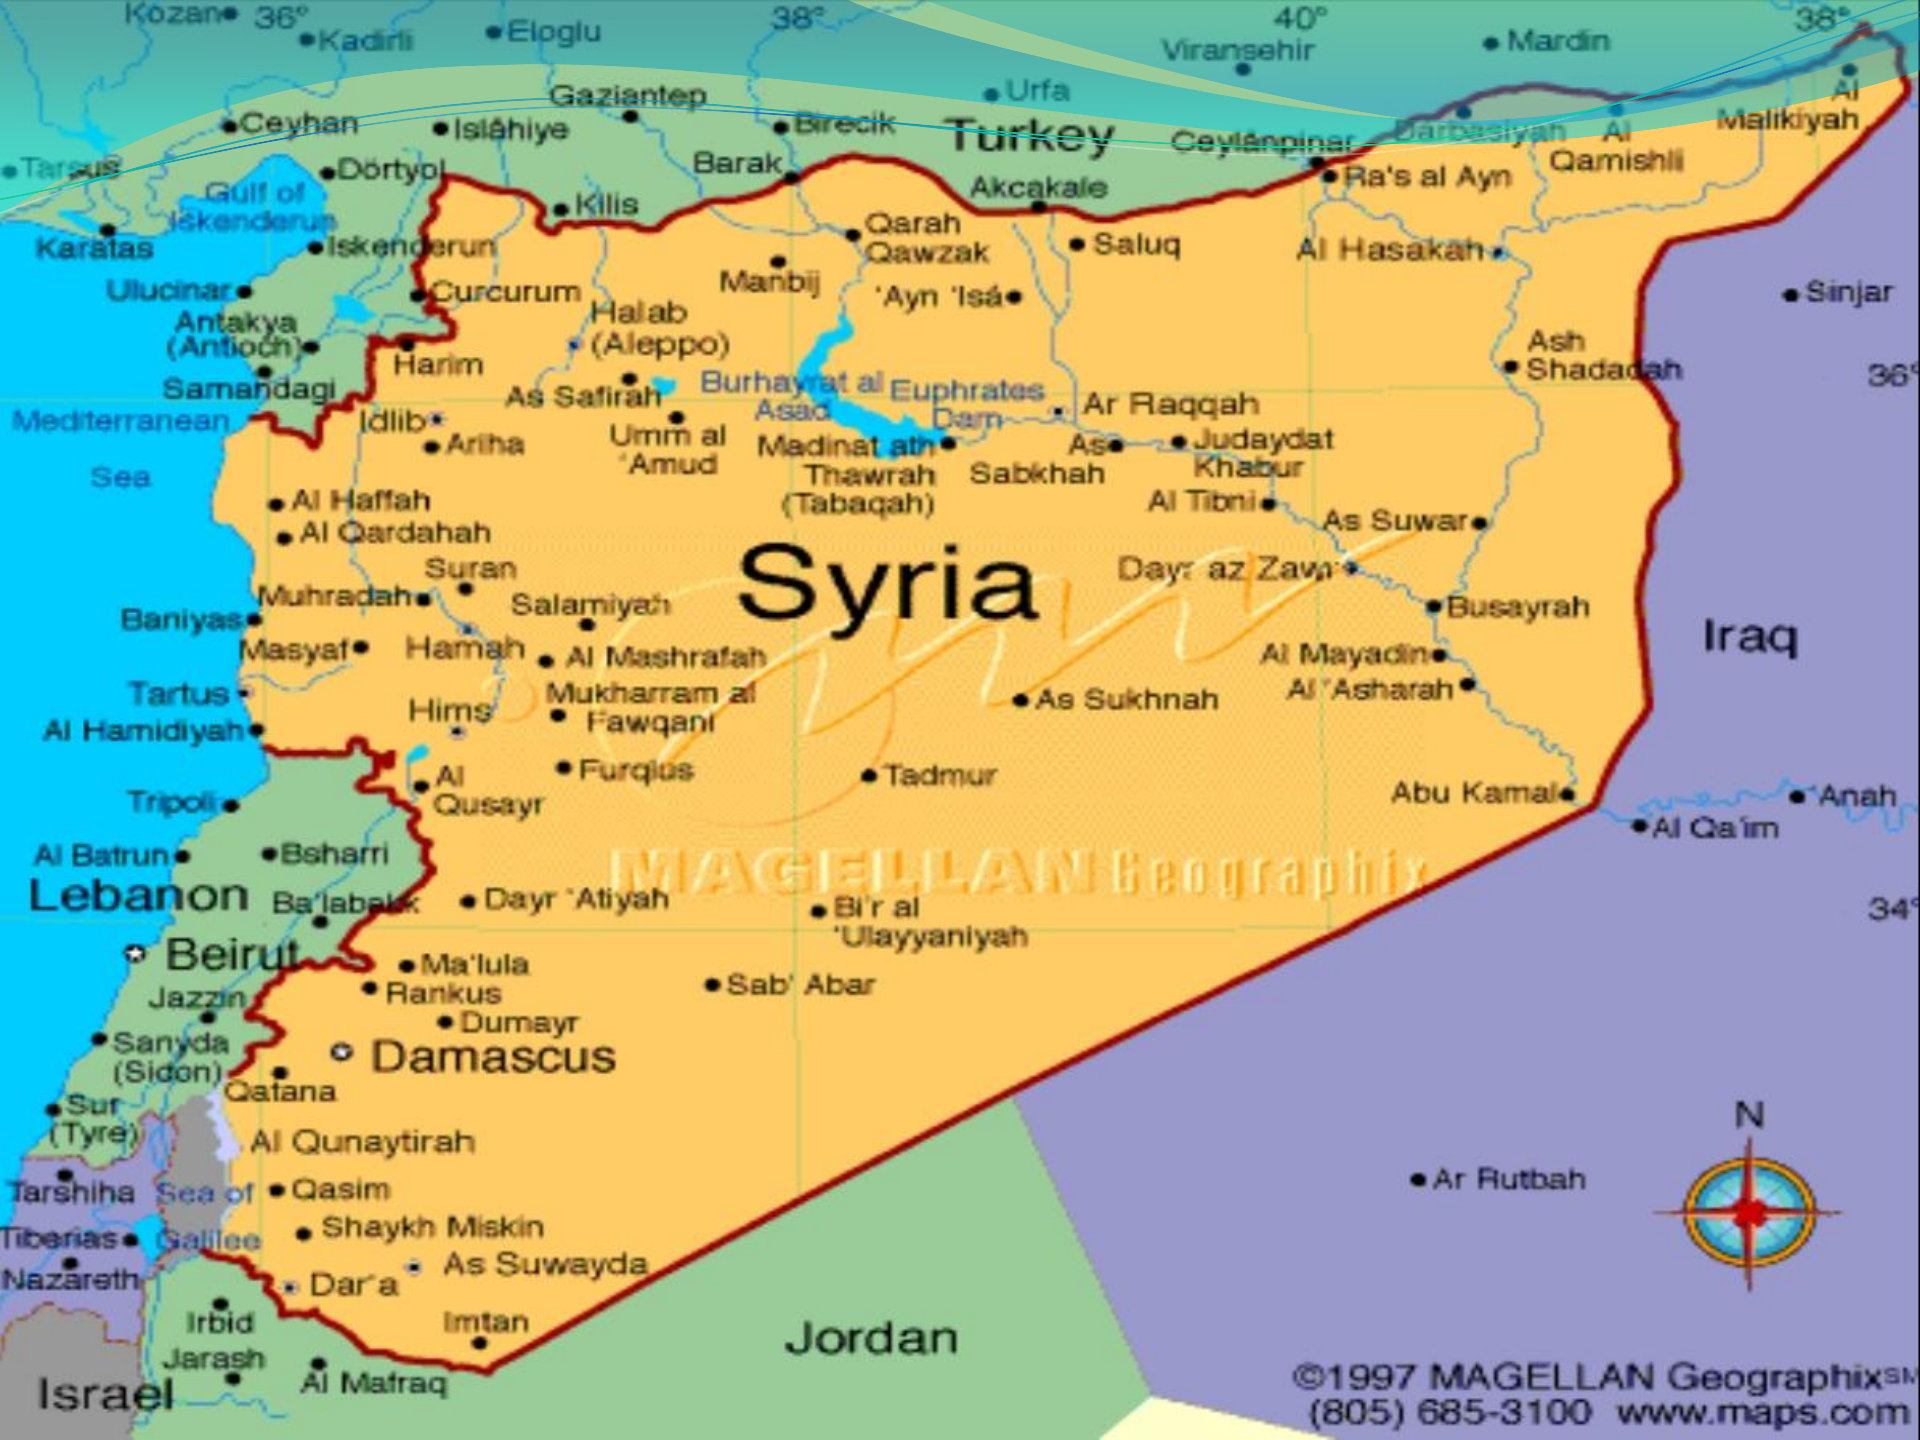 Kozan
36°
Kadirli
Eloglu
38°
40°
38°
Viransehir
Mardin
Gaziantep
Urfa
Al
Malikiyah
Ceyhan
Islâhiye
Birecik
Turkey
Ceylânpinar
Darbasiyah
Al
Qamishli
Tarsus
Dörtyol
Barak
Akcakale
Ra's al Ayn
Gulf of
Iskenderun
Kilis
Karatas
Iskenderun
Qarah
Qawzak
Saluq
Al Hasakah
Ulucinar
Curcurum
Manbij
'Ayn 'Isá
Sinjar
Antakya
(Antioch)
Halab
(Aleppo)
Harim
Ash
Shadadah
36°
Samandagi
As Safirah
Burhayrat al
Asad
Euphrates
Dam
Ar Raqqah
Mediterranean
Sea
Idlib
Ariha
Umm al
'Amud
Madinat ath
Thawrah
(Tabaqah)
As
Sabkhah
Judaydat
Khabur
Al Haffah
Al Tibni
As Suwar
Al Qardahah
Syria
Suran
Dayr az Zawr
Muhradah
Salamiyah
Busayrah
Baniyas
Masyaf
Hamah
Al Mashrafah
Al Mayadin
Iraq
Tartus
Mukharram al
Fawqani
As Sukhnah
Al 'Asharah
Hims
Al Hamidiyah
Al
Qusayr
Furqlus
Tadmur
Abu Kamal
'Anah
Tripoli
Al Qa'im
Al Batrun
Bsharri
MAGELLAN Geographix
Lebanon
Ba'labakk
Dayr 'Atiyah
Bi'r al
'Ulayyaniyah
34°
Beirut
Ma'lula
Rankus
Sab' Abar
Jazzin
Dumayr
Sanyda
(Sidon)
Damascus
Qatana
Sur
(Tyre)
Al Qunaytirah
N
Tarshiha
Sea of
Galilee
Qasim
Ar Rutbah
Tiberias
Shaykh Miskin
Nazareth
As Suwayda
Dar'a
Irbid
Imtan
Jordan
Jarash
Al Mafraq
Israel
©1997 MAGELLAN Geographix℠
(805) 685-3100 www.maps.com